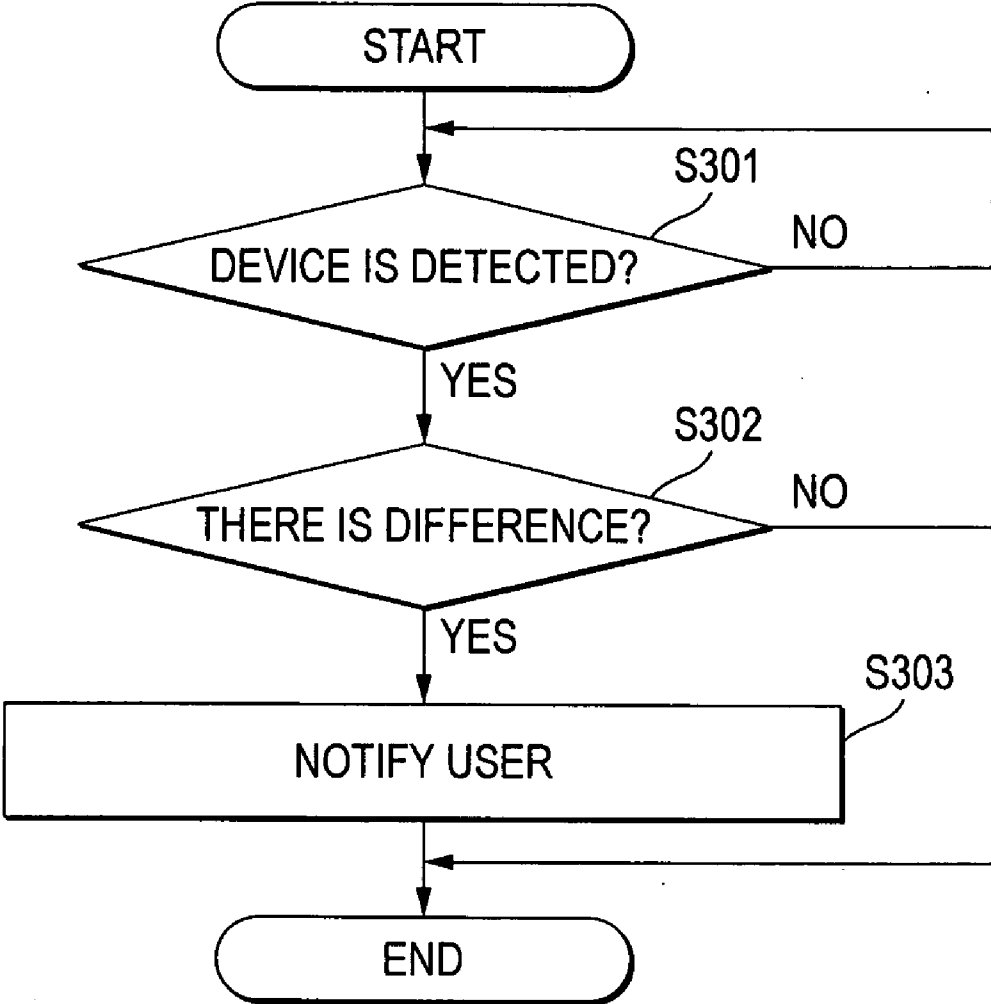 START
S301
DEVICE IS DETECTED?
NO
YES
S302
THERE IS DIFFERENCE?
NO
YES
S303
NOTIFY USER
END